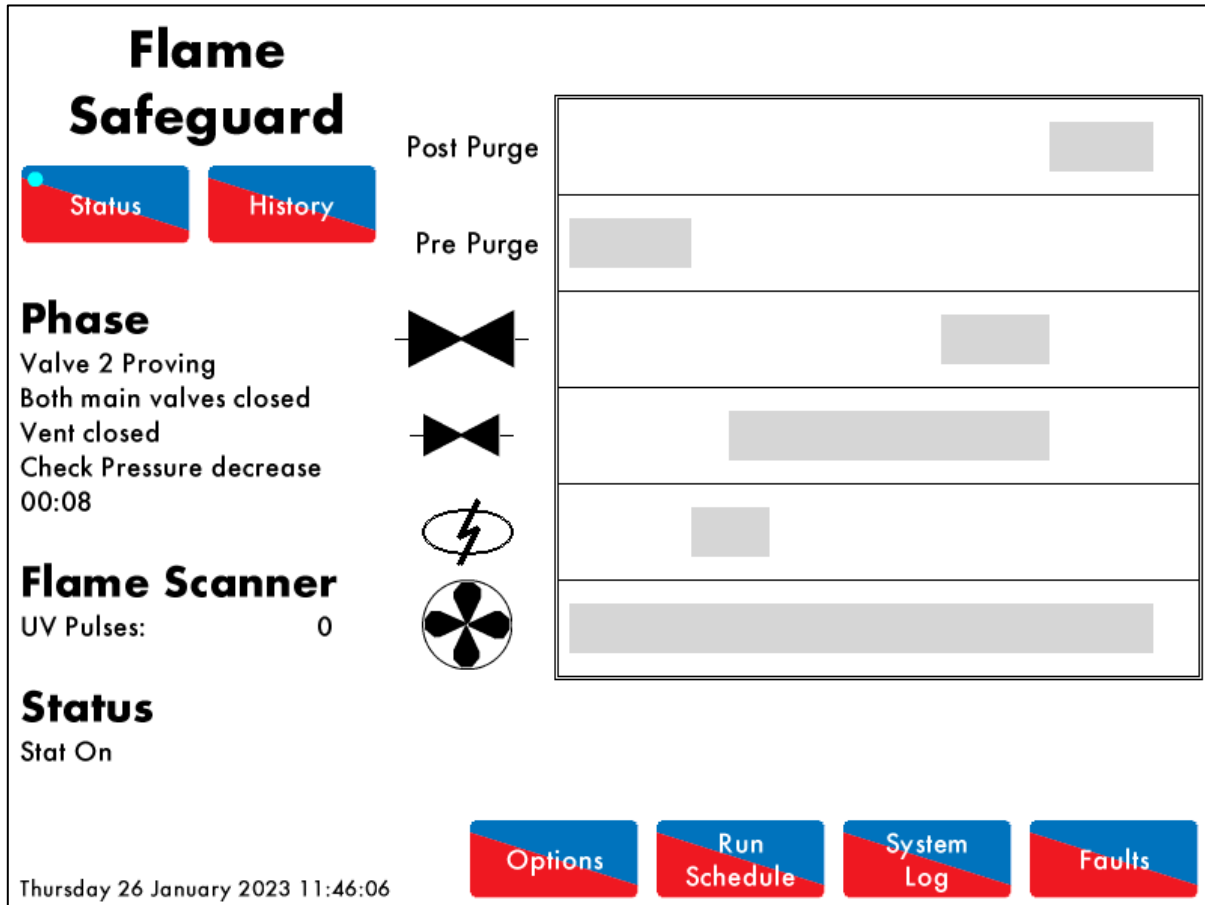 Flame
Safeguard
Status
History
Post Purge
Pre Purge
Phase
Valve 2 Proving
Both main valves closed
Vent closed
Check Pressure decrease
00:08
Flame Scanner
UV Pulses: 0
Status
Stat On
Options
Run
Schedule
System
Log
Faults
Thursday 26 January 2023 11:46:06